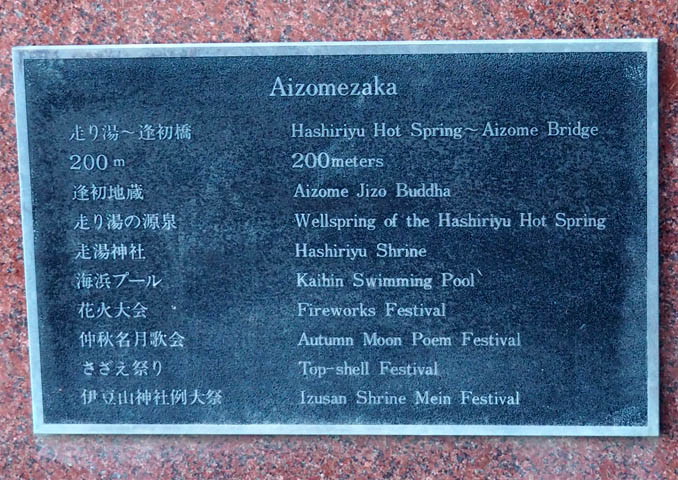 Aizomezaka
走り湯～逢初橋 Hashiriyu Hot Spring～Aizome Bridge
200m 200meters
逢初地蔵 Aizome Jizo Buddha
走り湯の源泉 Wellspring of the Hashiriyu Hot Spring
走湯神社 Hashiriyu Shrine
海浜プール Kaihin Swimming Pool
花火大会 Fireworks Festival
仲秋名月歌会 Autumn Moon Poem Festival
さざえ祭り Top-shell Festival
伊豆山神社例大祭 Izusan Shrine Mein Festival